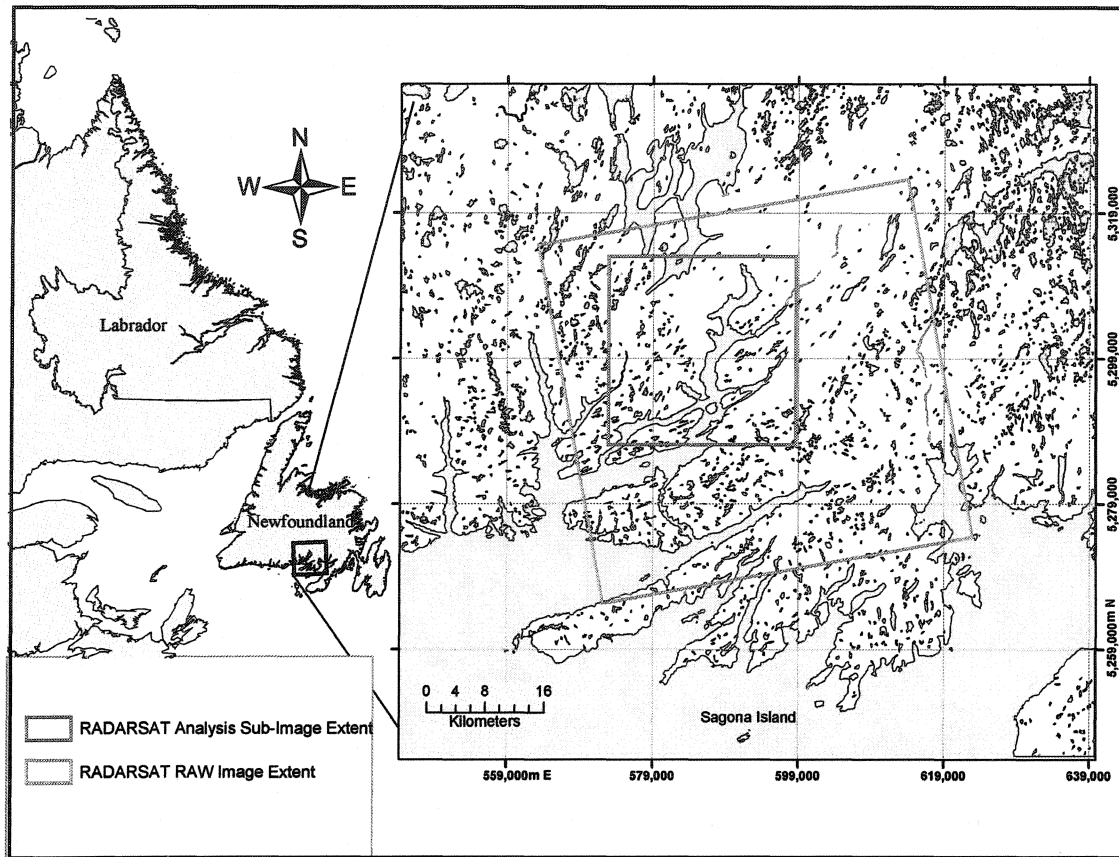 N
W E
S
Labrador
Newfoundland
5,319,000
5,299,000
5,279,000
5,259,000m N
0 4 8 16
Kilometers
Sagona Island
559,000m E 579,000 599,000 619,000 639,000
RADARSAT Analysis Sub-Image Extent
RADARSAT RAW Image Extent